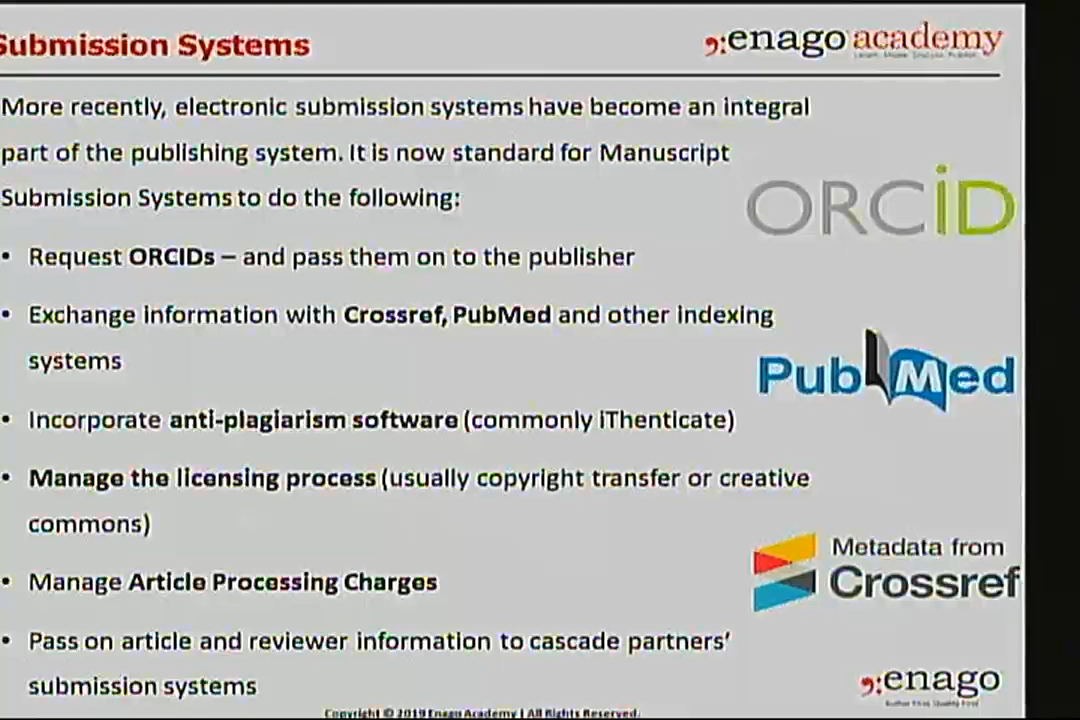 Submission Systems
enago academy
More recently, electronic submission systems have become an integral
part of the publishing system. It is now standard for Manuscript
Submission Systems to do the following:
ORCiD
• Request ORCIDs – and pass them on to the publisher
• Exchange information with Crossref, PubMed and other indexing
systems
PubMed
• Incorporate anti-plagiarism software (commonly iThenticate)
• Manage the licensing process (usually copyright transfer or creative
commons)
Metadata from
Crossref
• Manage Article Processing Charges
• Pass on article and reviewer information to cascade partners'
submission systems
enago
Copyright © 2019 Enago Academy | All Rights Reserved.